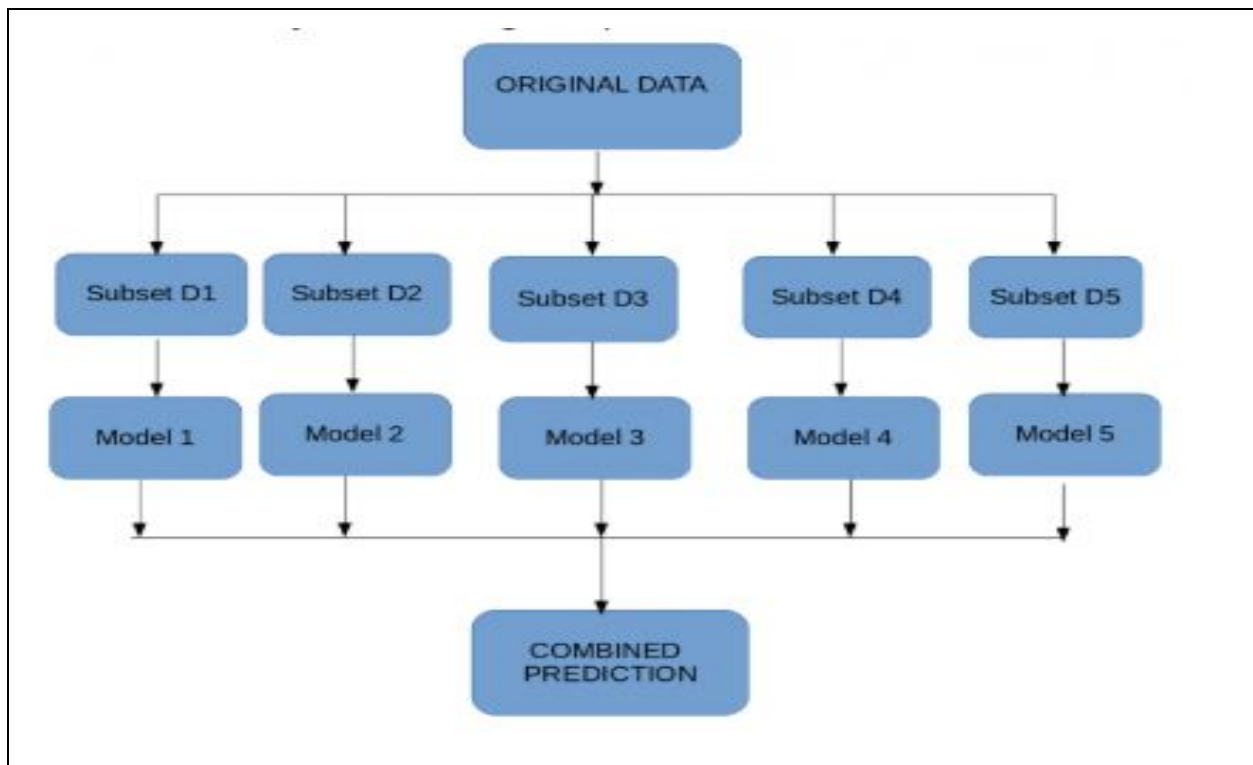 ORIGINAL DATA
Subset D1
Subset D2
Subset D3
Subset D4
Subset D5
Model 1
Model 2
Model 3
Model 4
Model 5
COMBINED
PREDICTION